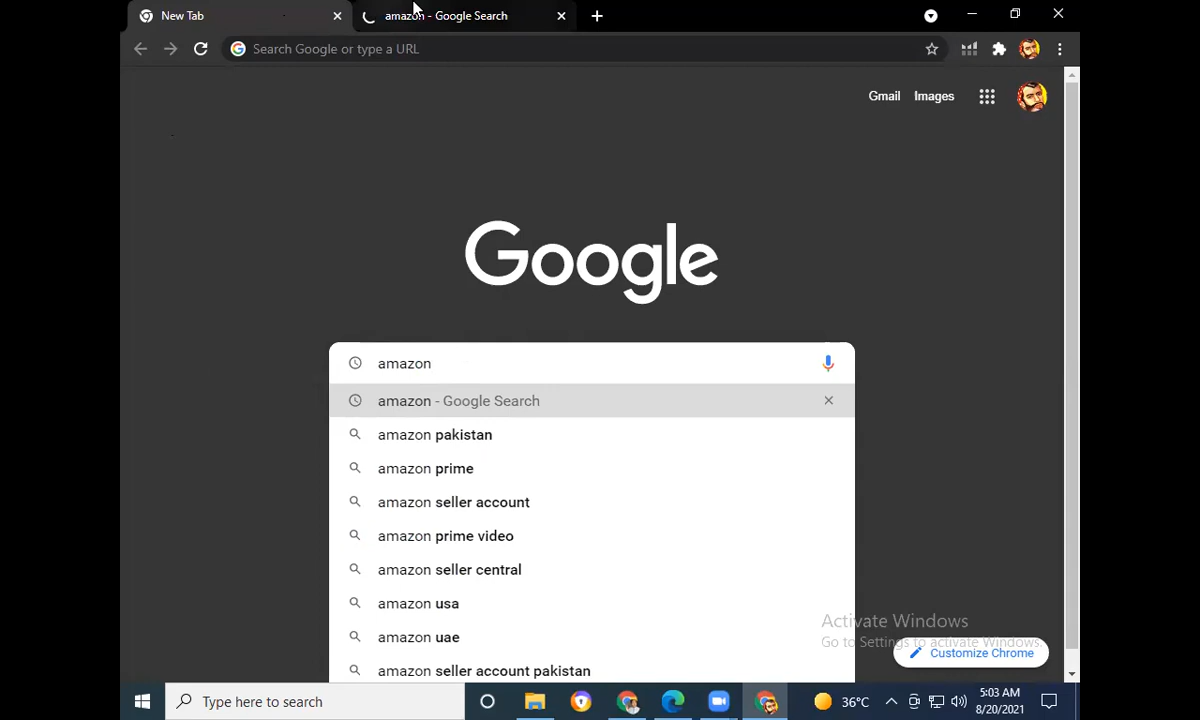 New Tab
amazon - Google Search
Search Google or type a URL
Gmail Images
Google
amazon
amazon - Google Search
amazon pakistan
amazon prime
amazon seller account
amazon prime video
amazon seller central
amazon usa
amazon uae
amazon seller account pakistan
Activate Windows
Go to Settings to activate Windows.
Customize Chrome
Type here to search
36°C
5:03 AM
8/20/2021